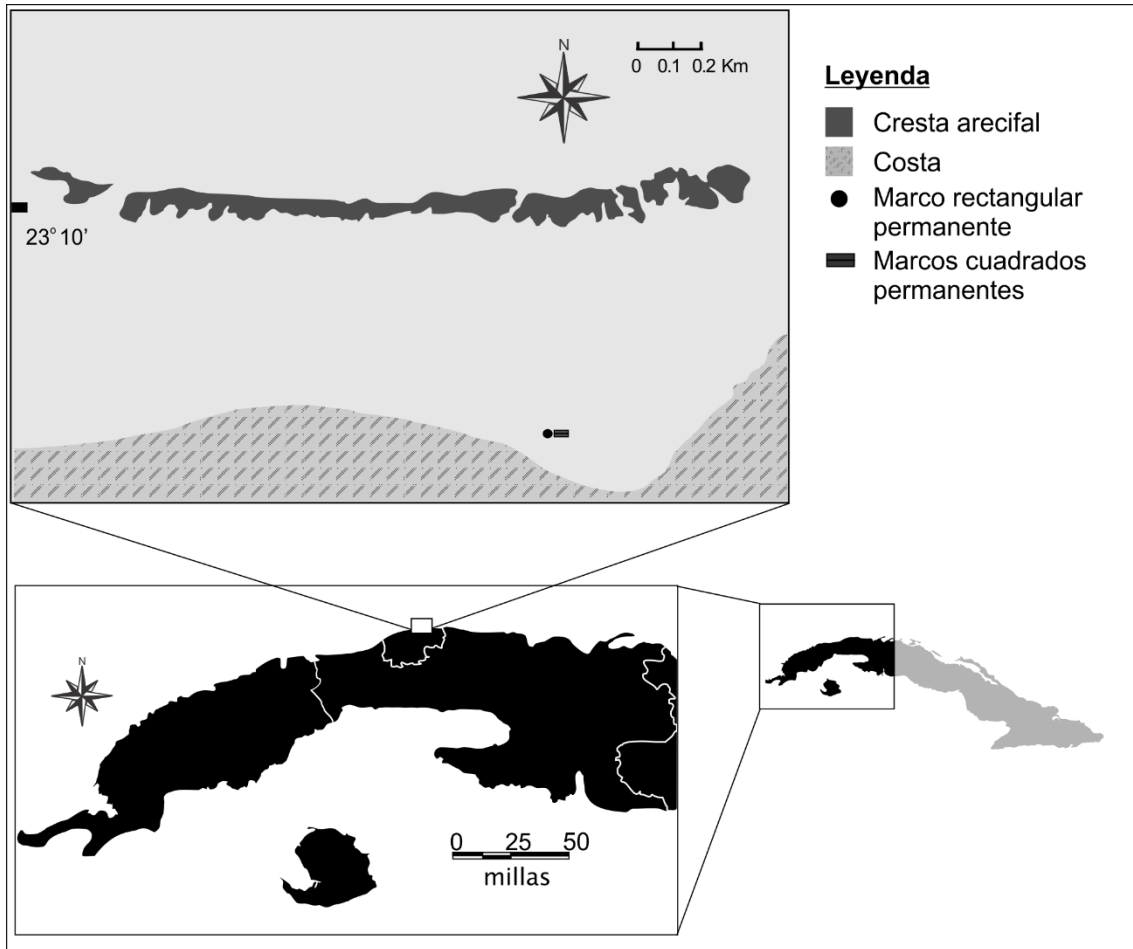 N
0 0.1 0.2 Km
23° 10'
Leyenda
Cresta arecifal
Costa
Marco rectangular
permanente
Marcos cuadrados
permanentes
N
0 25 50
millas